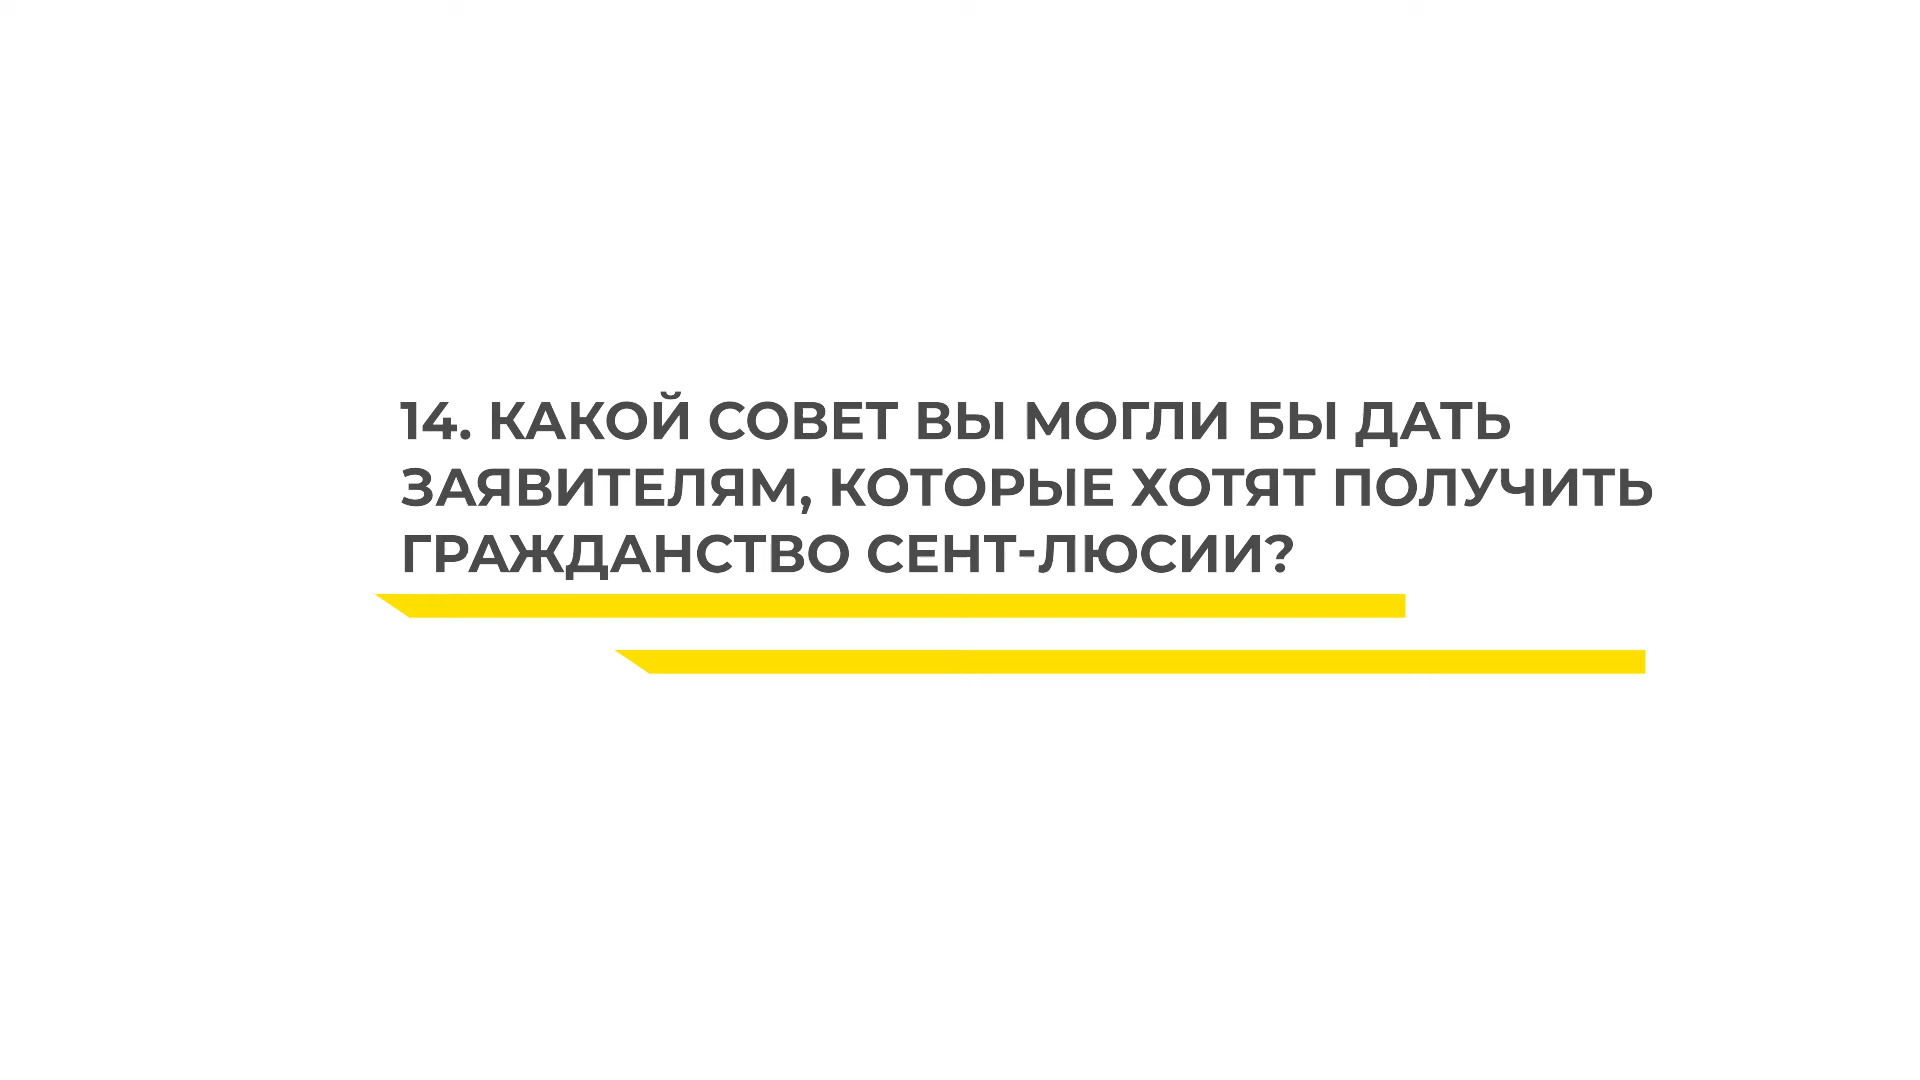 14. КАКОЙ СОВЕТ ВЫ МОГЛИ БЫ ДАТЬ
ЗАЯВИТЕЛЯМ, КОТОРЫЕ ХОТЯТ ПОЛУЧИТЬ
ГРАЖДАНСТВО СЕНТ-ЛЮСИИ?